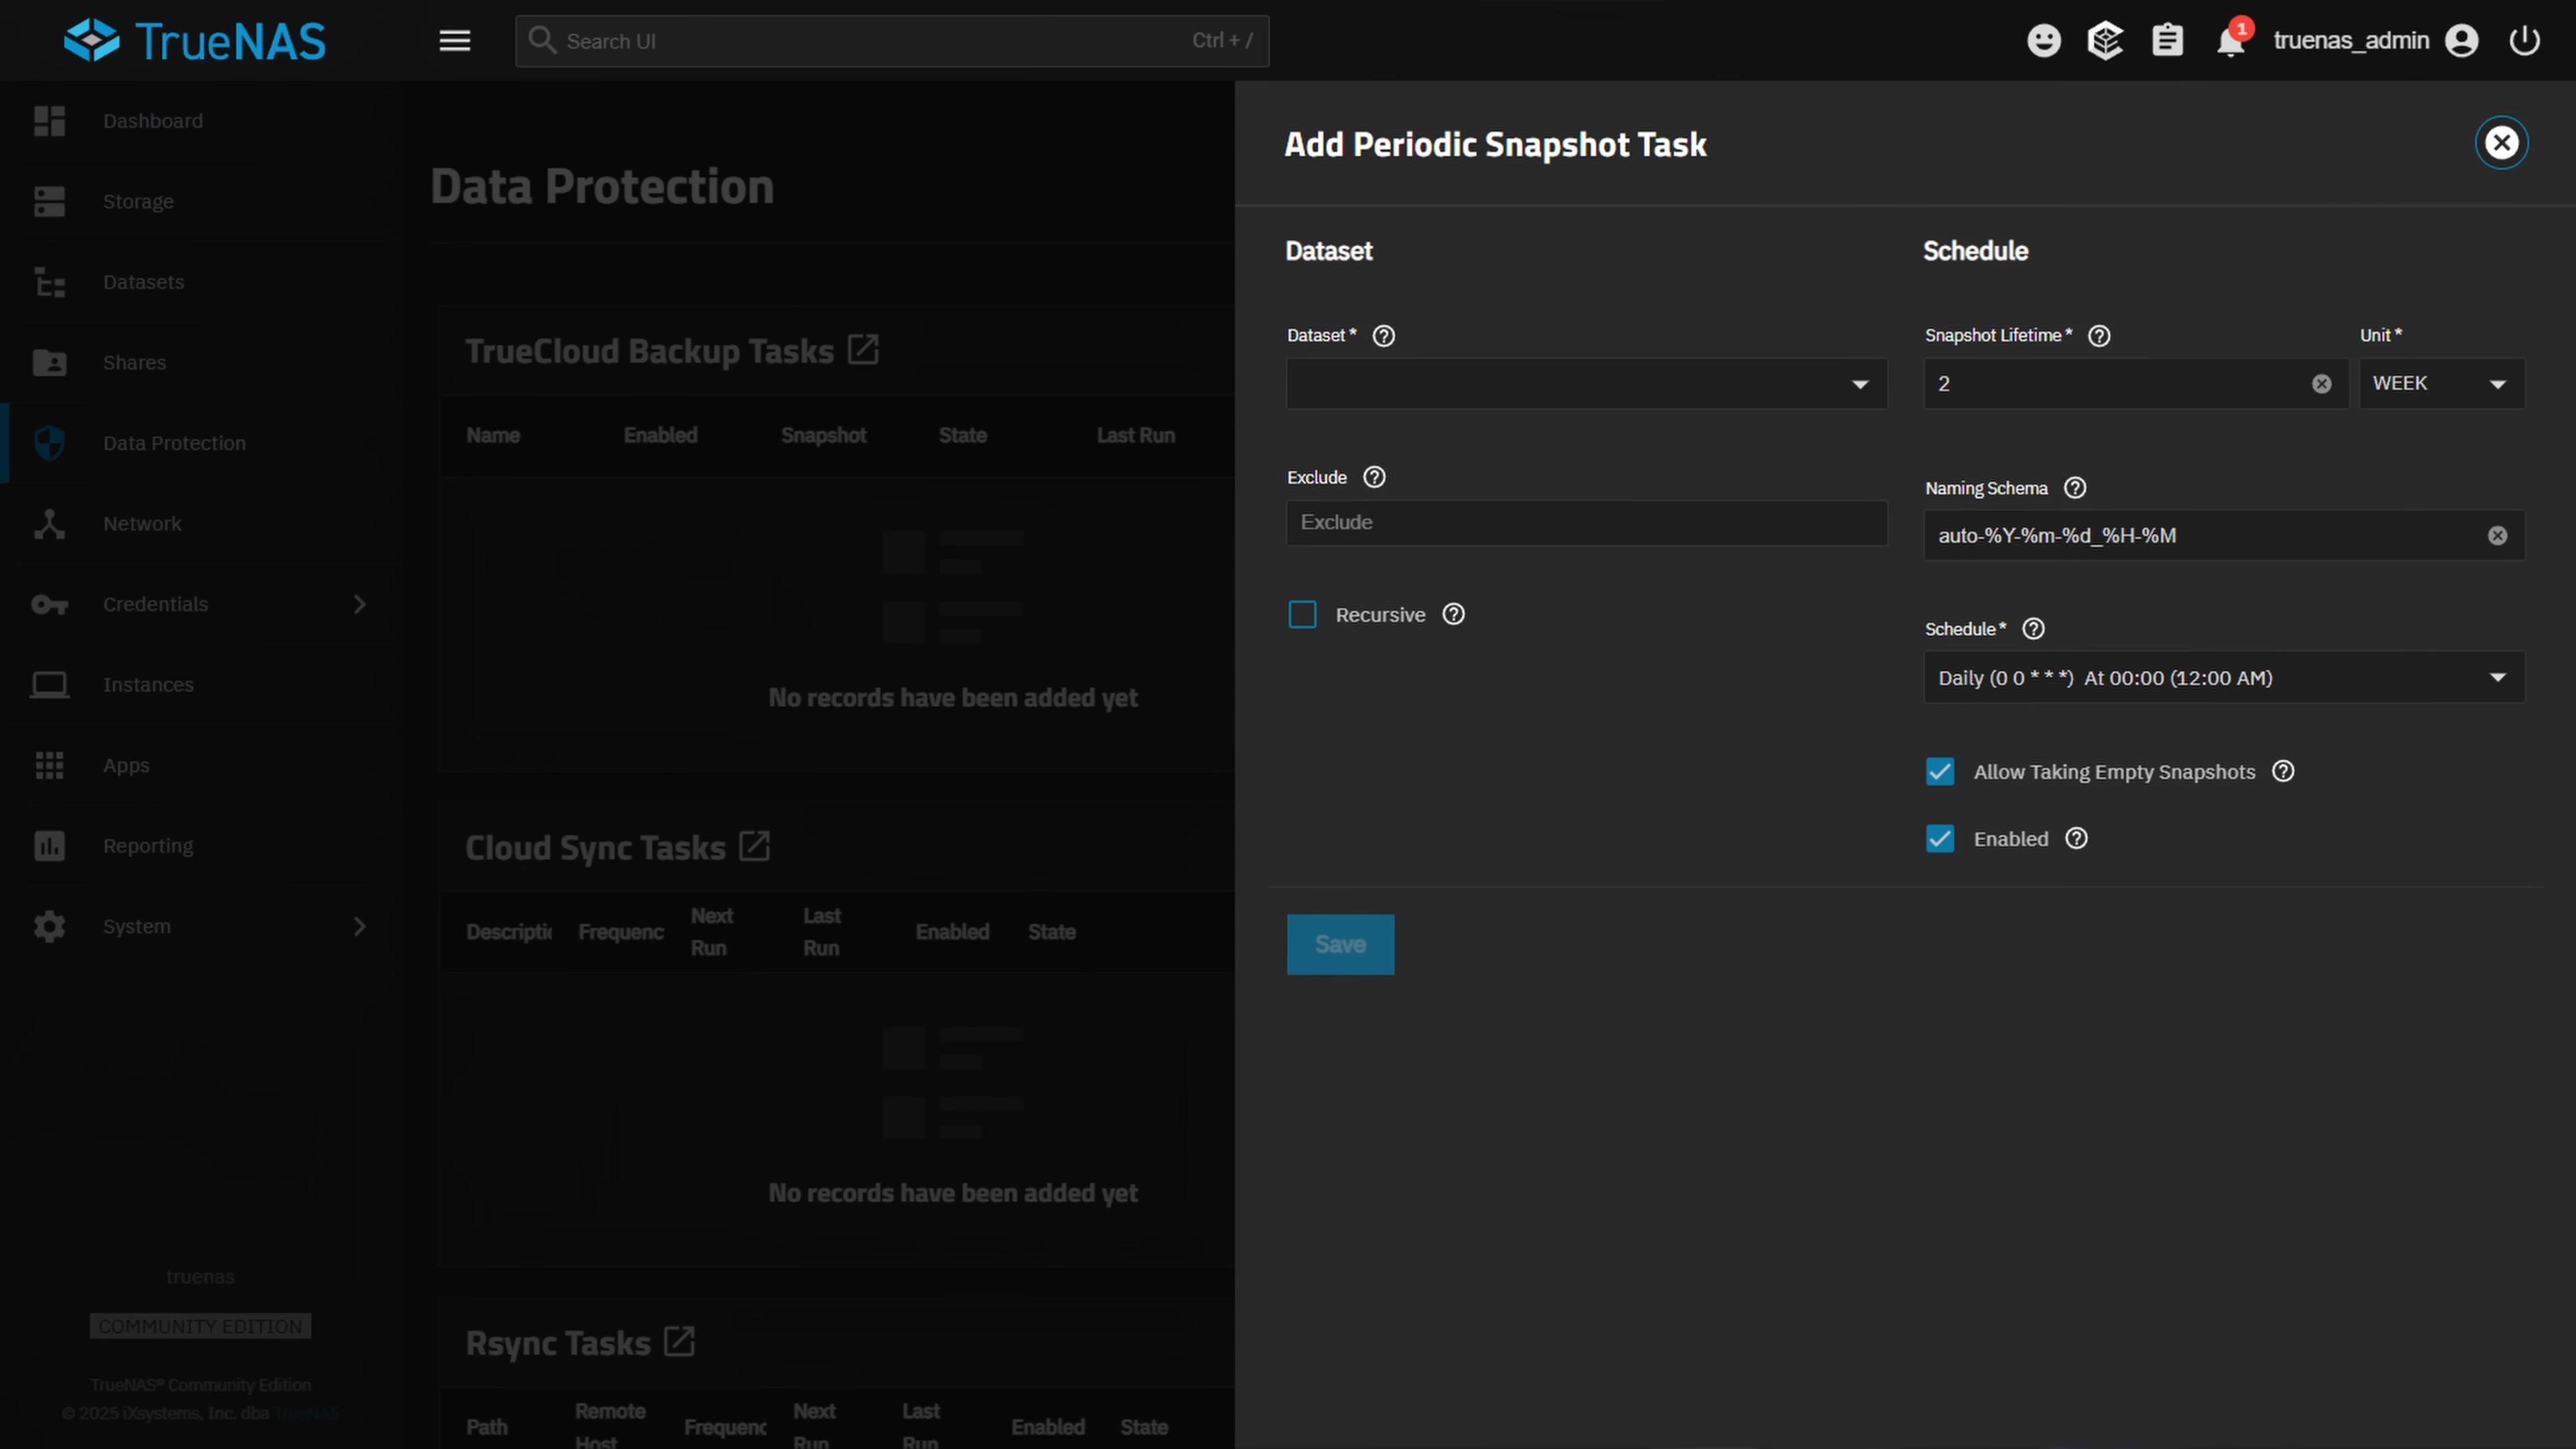 TrueNAS
Search UI
Ctrl + /
1
truenas_admin
Dashboard
Storage
Datasets
Shares
Data Protection
Network
Credentials
Instances
Apps
Reporting
System
truenas
COMMUNITY EDITION
TrueNAS® Community Edition
© 2025 iXsystems, Inc. dba TrueNAS
Data Protection
TrueCloud Backup Tasks
Name Enabled Snapshot State Last Run
No records have been added yet
Cloud Sync Tasks
Descriptic Frequenc Next Run Last Run Enabled State
No records have been added yet
Rsync Tasks
Path Remote Host Frequenc Next Run Last Run Enabled State
Add Periodic Snapshot Task
Dataset
Dataset *
Exclude
Exclude
Recursive
Schedule
Snapshot Lifetime * Unit *
2 WEEK
Naming Schema
auto-%Y-%m-%d_%H-%M
Schedule *
Daily (0 0 * * *) At 00:00 (12:00 AM)
Allow Taking Empty Snapshots
Enabled
Save